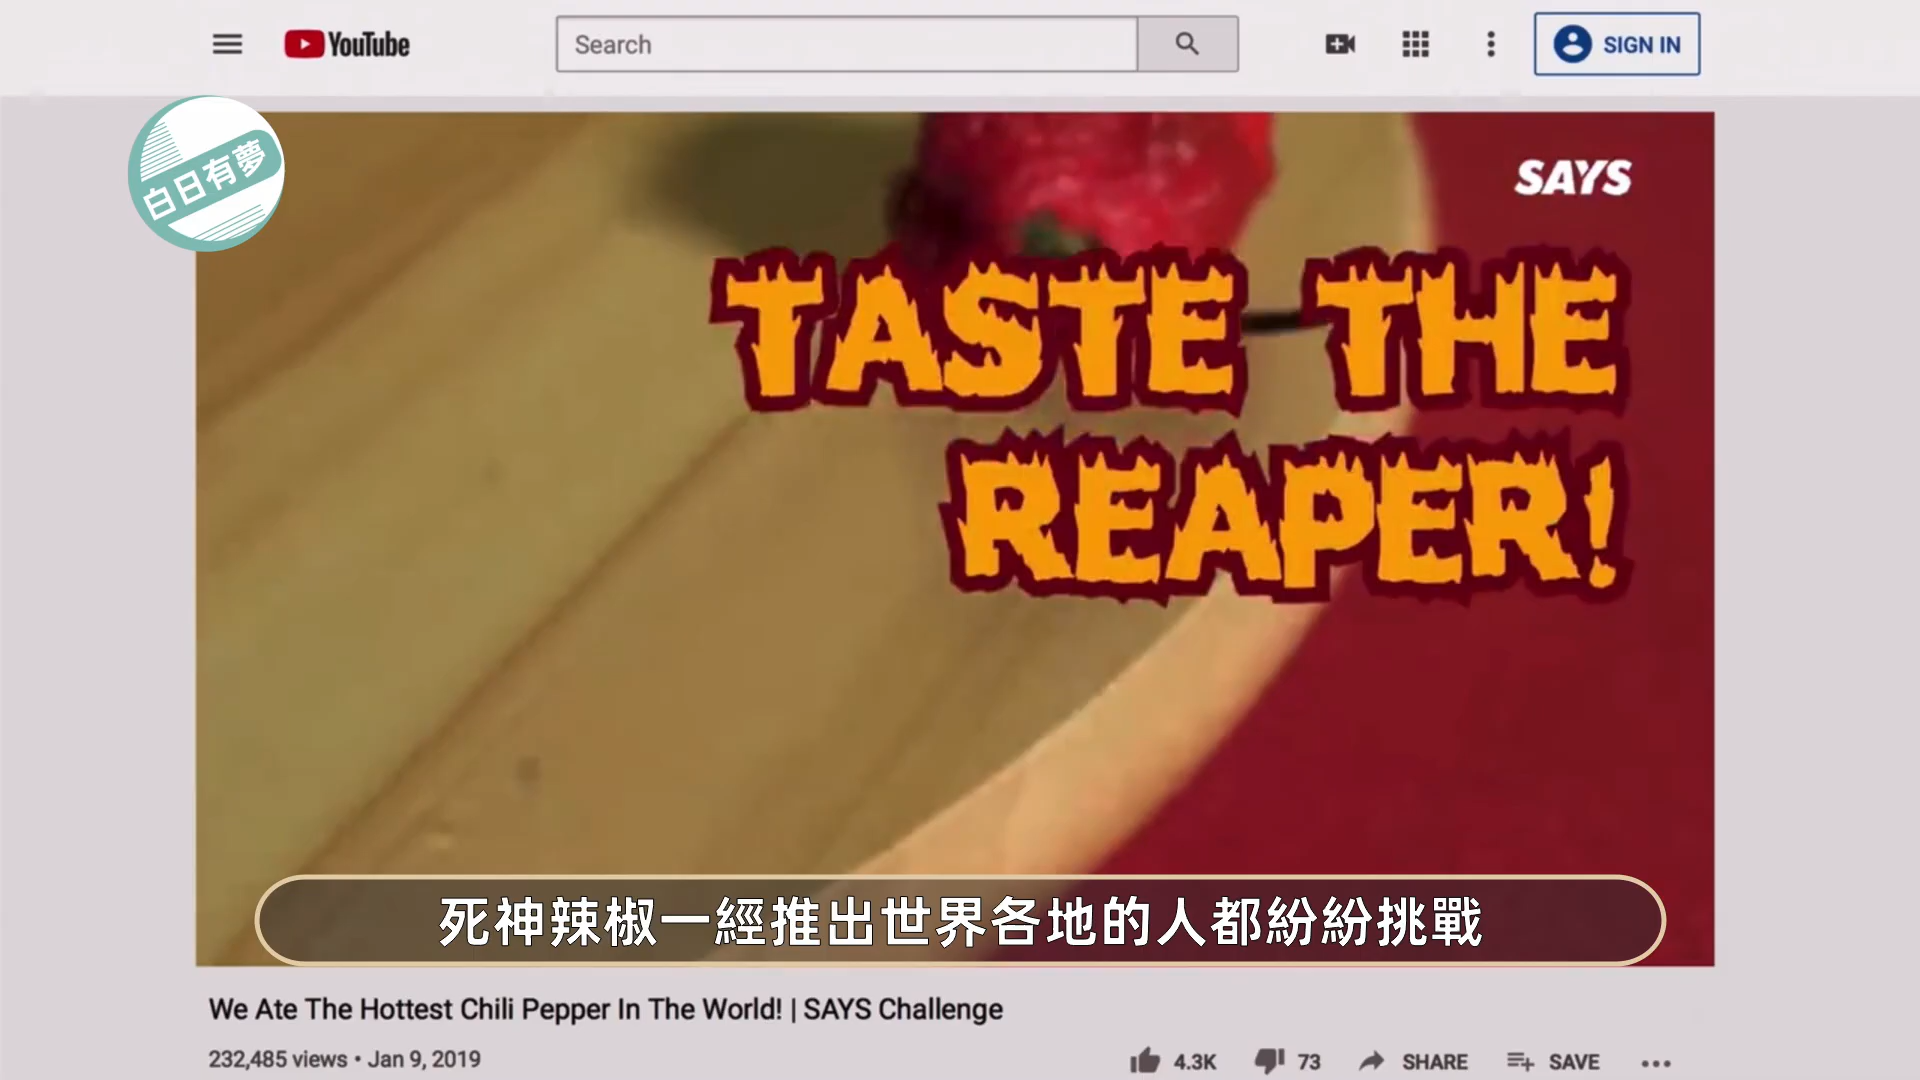 YouTube
Search
SIGN IN
白日有夢
SAYS
TASTE THE
REAPER!
死神辣椒一經推出世界各地的人都紛紛挑戰
We Ate The Hottest Chili Pepper In The World! | SAYS Challenge
232,485 views • Jan 9, 2019
4.3K
73
SHARE
SAVE